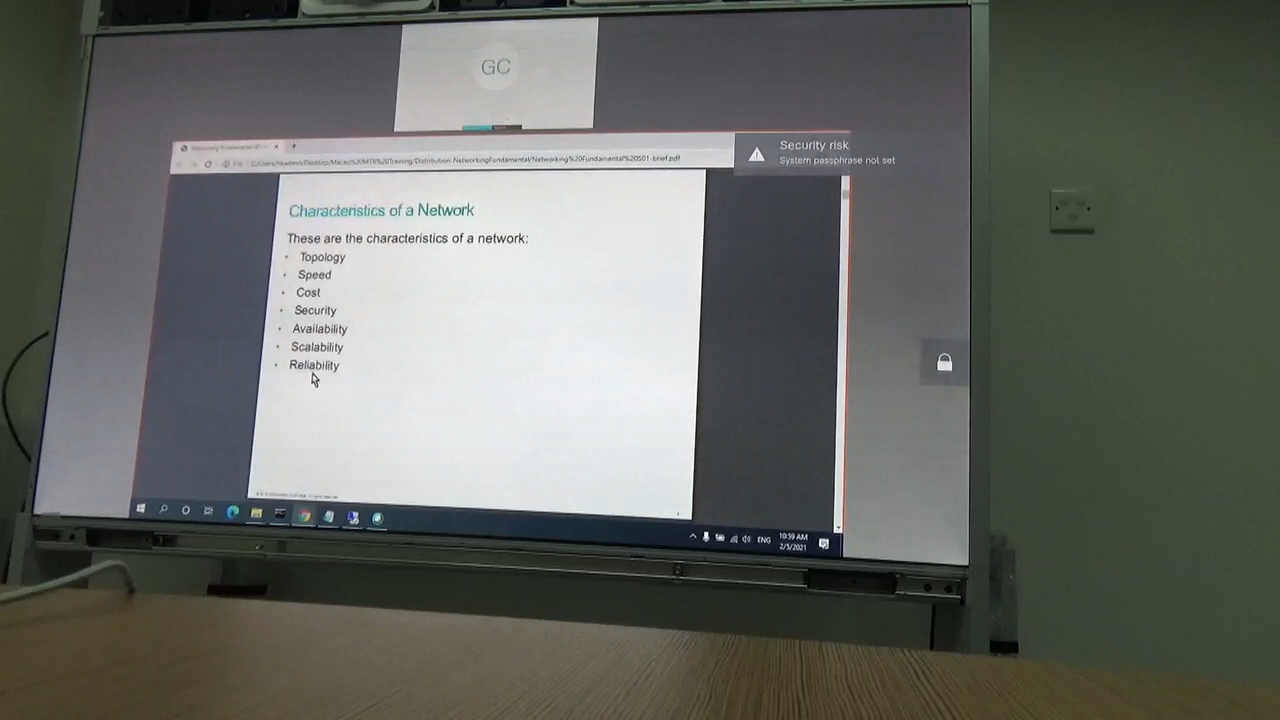 GC
Security risk
System passphrase not set
Characteristics of a Network
These are the characteristics of a network:
• Topology
• Speed
• Cost
• Security
• Availability
• Scalability
• Reliability
ENG
10:59 AM
2/5/2021